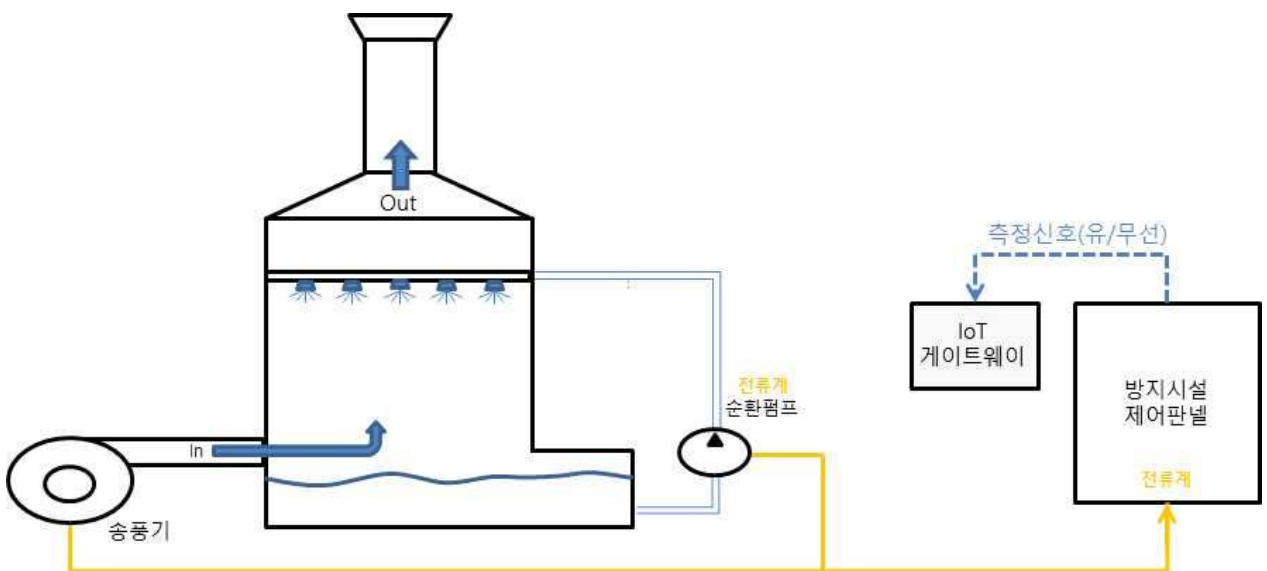 Out
측정신호(유/무선)
IoT
게이트웨이
방지시설
제어판넬
전류계
전류계
순환펌프
In
송풍기